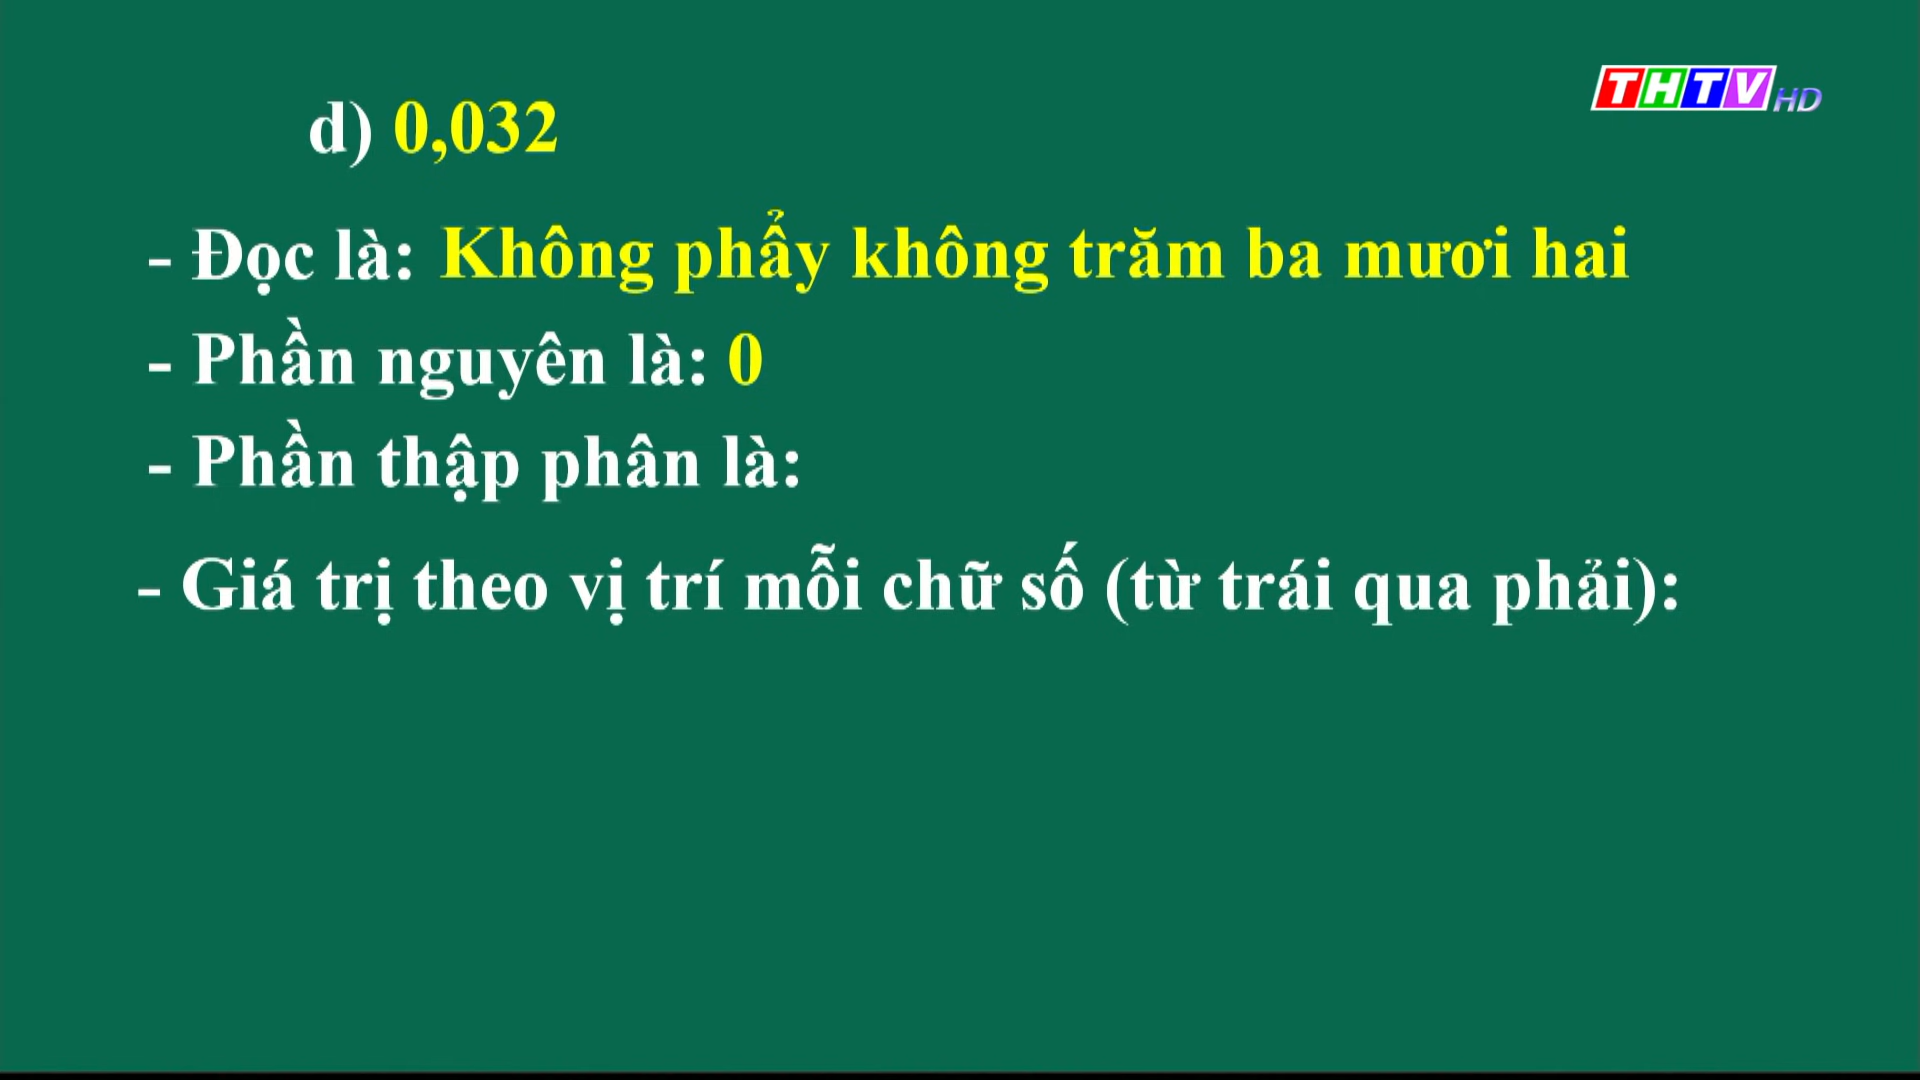 THTV HD
d) 0,032
- Đọc là: Không phẩy không trăm ba mươi hai
- Phần nguyên là: 0
- Phần thập phân là:
- Giá trị theo vị trí mỗi chữ số (từ trái qua phải):